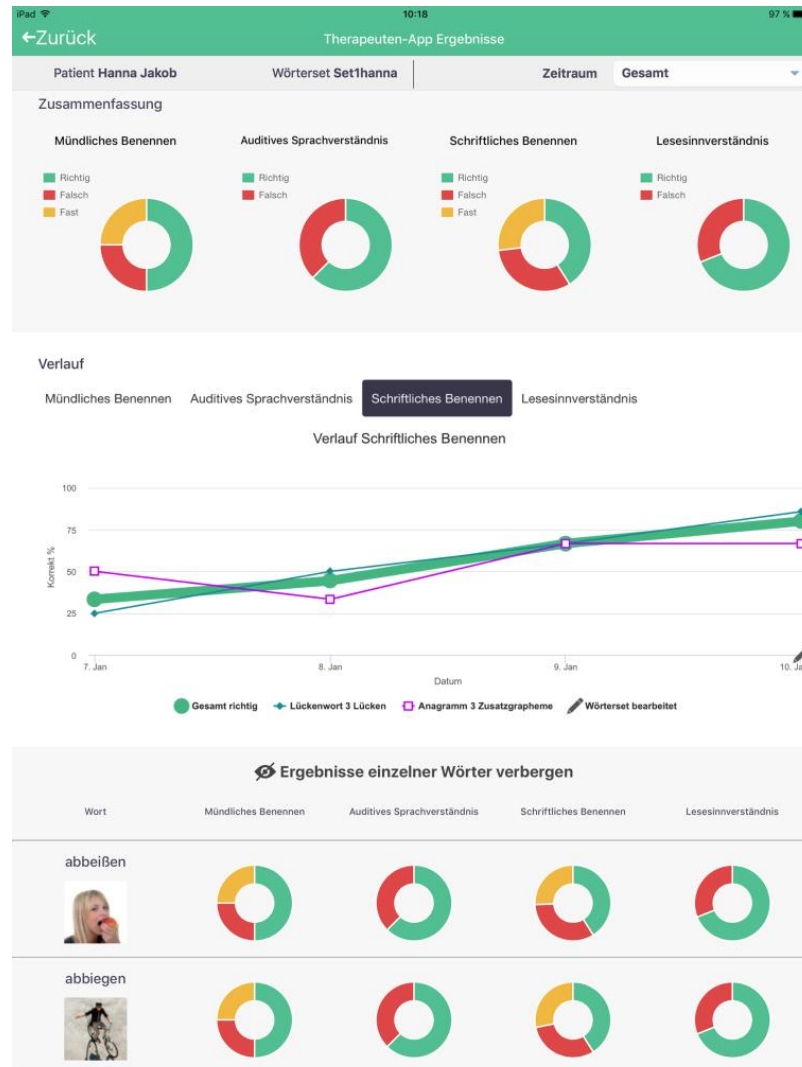 iPad 10:18 97 %
←Zurück Therapeuten-App Ergebnisse
Patient Hanna Jakob Wörterset Set1hanna Zeitraum Gesamt
Zusammenfassung
Mündliches Benennen Auditives Sprachverständnis Schriftliches Benennen Lesesinnverständnis
Richtig Richtig Richtig Richtig
Falsch Falsch Falsch Falsch
Fast Fast
Verlauf
Mündliches Benennen Auditives Sprachverständnis Schriftliches Benennen Lesesinnverständnis
Verlauf Schriftliches Benennen
100
75
50
25
0
Korrekt %
7. Jan 8. Jan 9. Jan 10. Ja
Datum
Gesamt richtig Lückenwort 3 Lücken Anagramm 3 Zusatzgrapheme Wörterset bearbeitet
Ergebnisse einzelner Wörter verbergen
Wort Mündliches Benennen Auditives Sprachverständnis Schriftliches Benennen Lesesinnverständnis
abbeißen
abbiegen